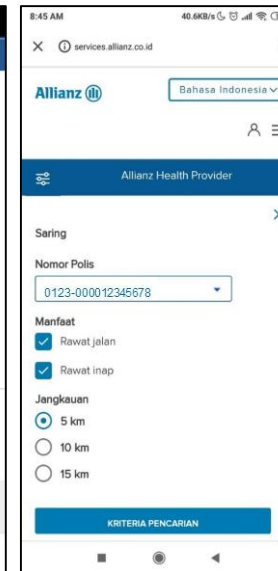 8:45 AM
40.6KB/s
services.allianz.co.id
Allianz
Bahasa Indonesia
Allianz Health Provider
Saring
Nomor Polis
0123-000012345678
Manfaat
Rawat jalan
Rawat inap
Jangkauan
5 km
10 km
15 km
KRITERIA PENCARIAN